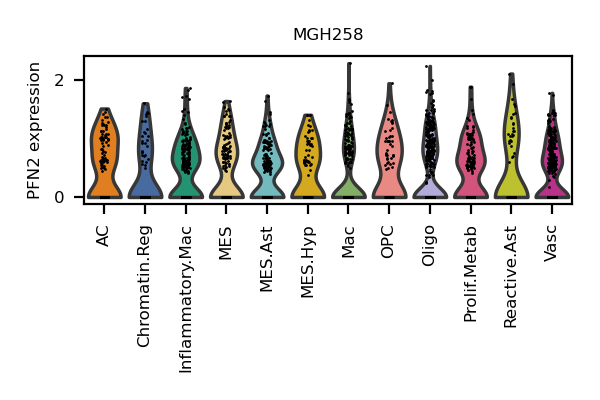 MGH258
PFN2 expression
2
0
AC
Chromatin.Reg
Inflammatory.Mac
MES
MES.Ast
MES.Hyp
Mac
OPC
Oligo
Prolif.Metab
Reactive.Ast
Vasc